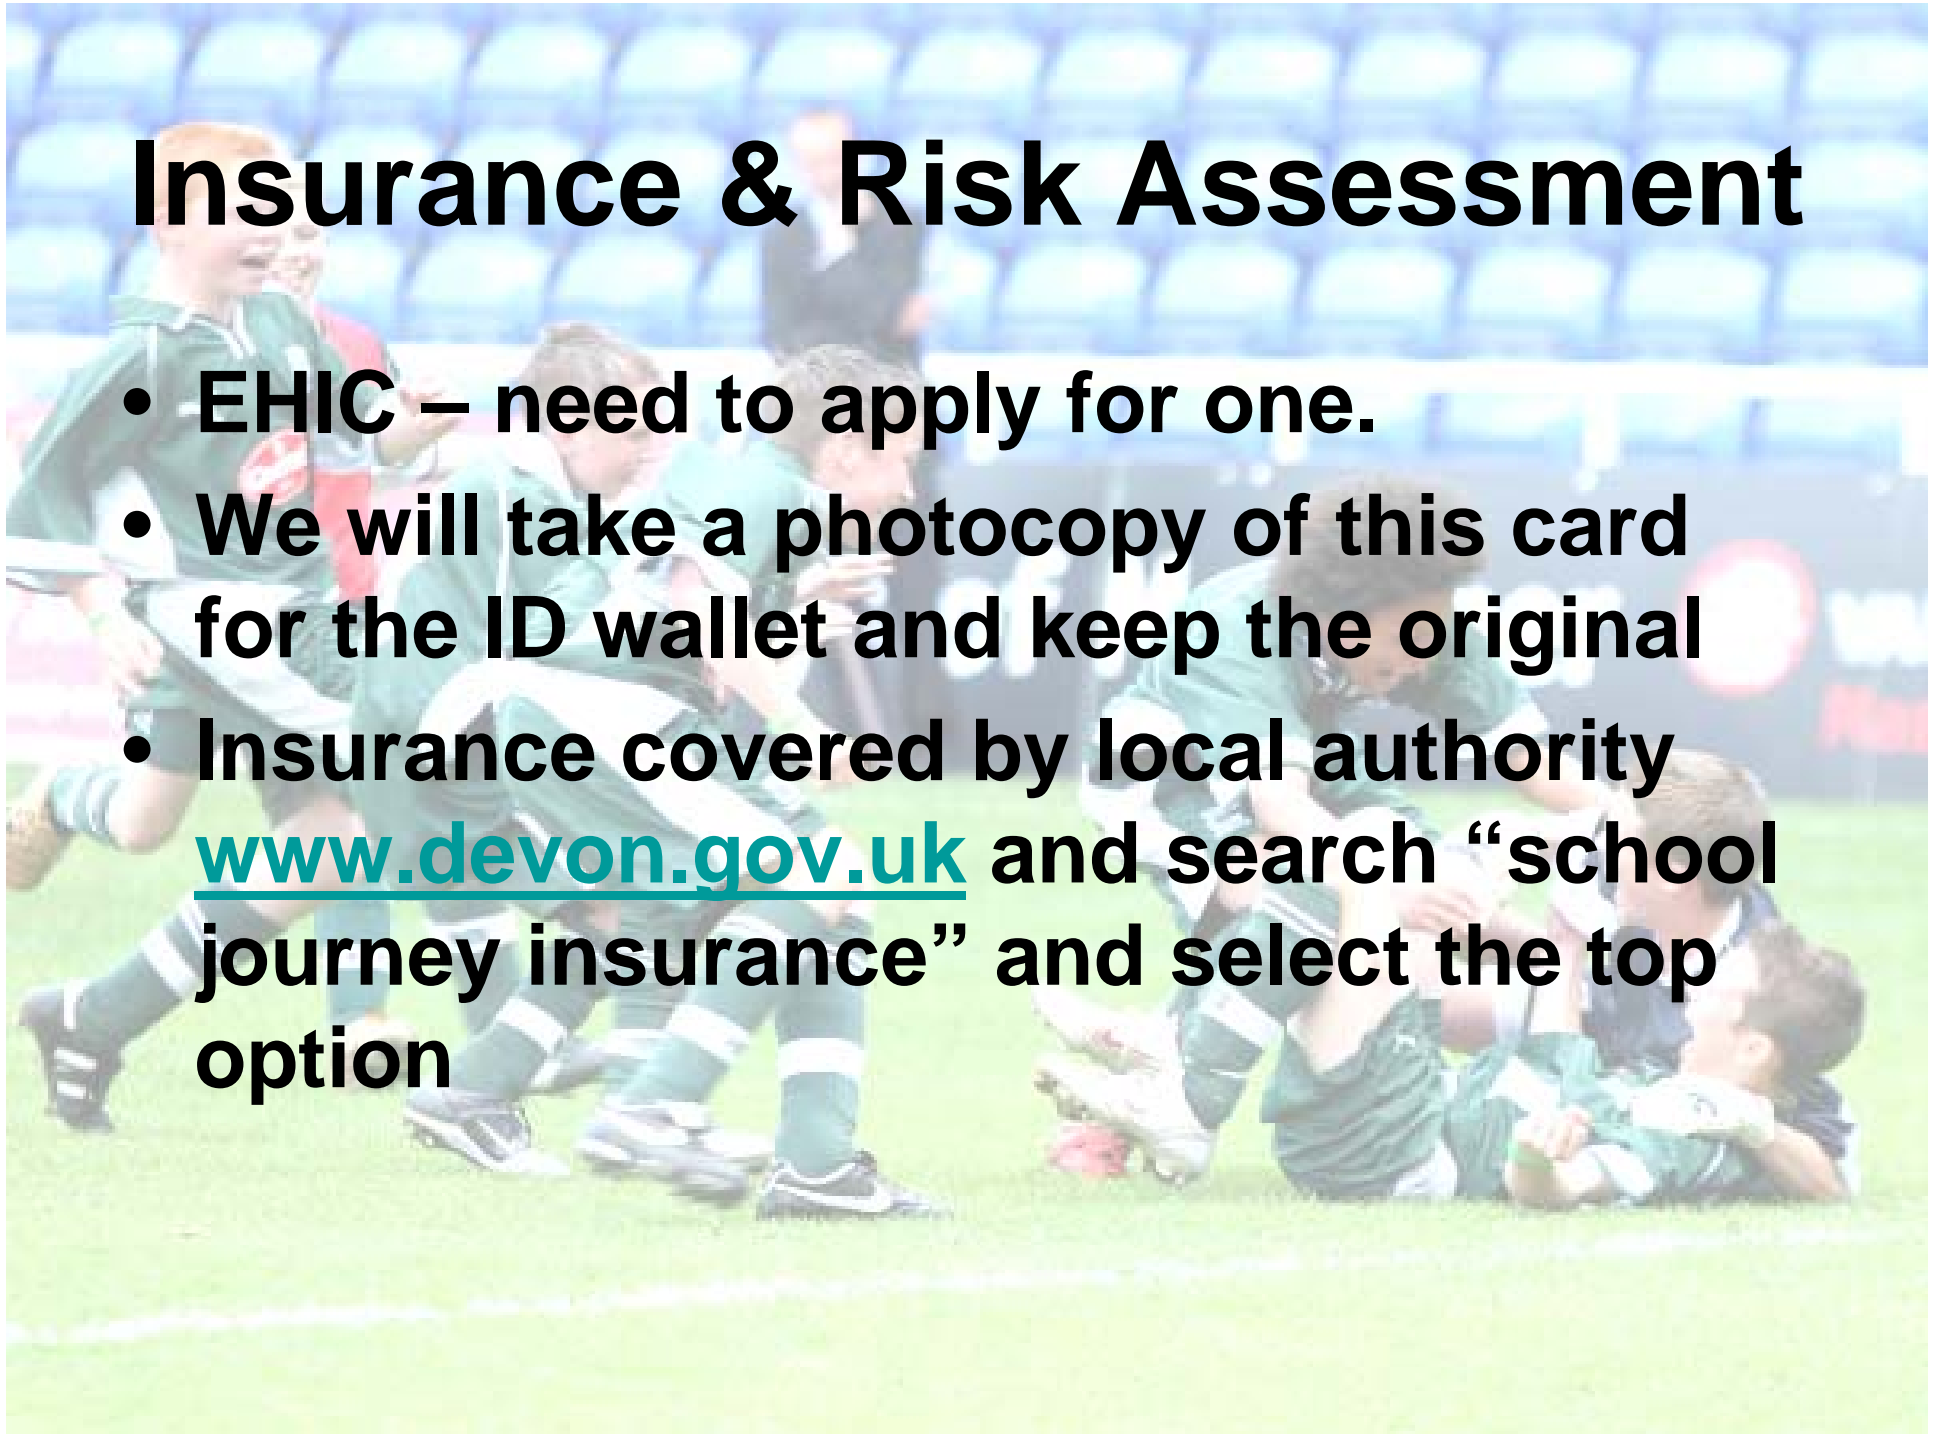 Insurance & Risk Assessment
• EHIC – need to apply for one.
• We will take a photocopy of this card
for the ID wallet and keep the original
• Insurance covered by local authority
www.devon.gov.uk and search “school
journey insurance” and select the top
option
of